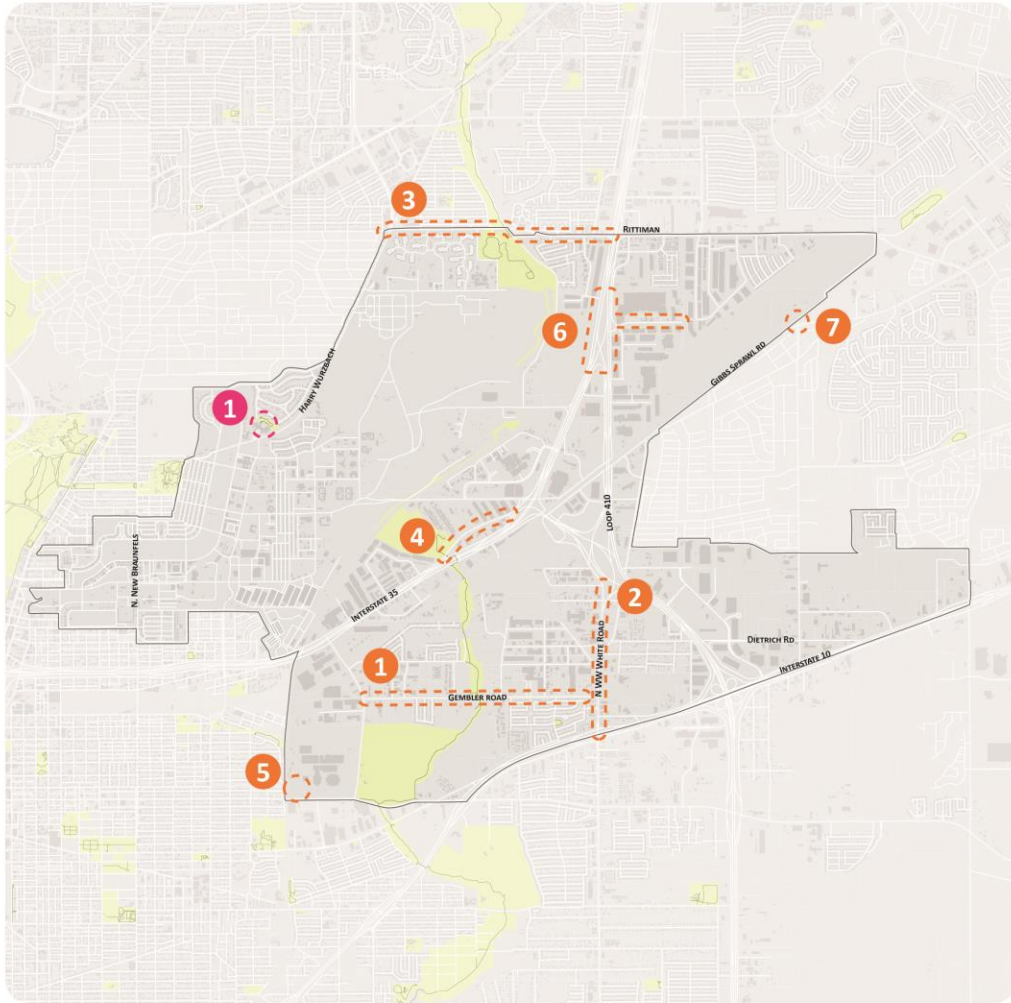 3
RITTIMAN
6
7
GIBBS SPRAWL RD
HARRY WURZBACH
1
LOOP 410
4
N. NEW BRAUNFELS
INTERSTATE 35
2
DIETRICH RD
N WW WHITE ROAD
INTERSTATE 10
1
GEMBLER ROAD
5